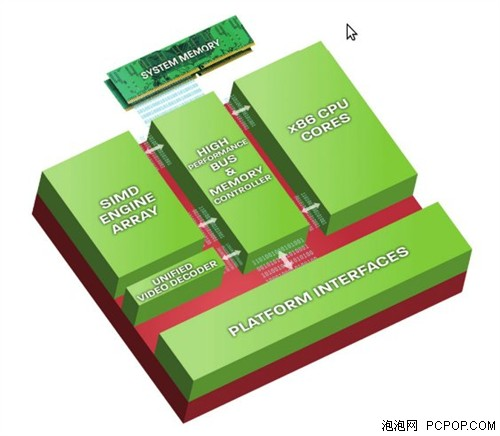 SYSTEM MEMORY
x86 CPU
CORES
HIGH
PERFORMANCE
BUS
&
MEMORY
CONTROLLER
SIMD
ENGINE
ARRAY
UNIFIED
VIDEO DECODER
PLATFORM INTERFACES
泡泡网 PCPOP.COM